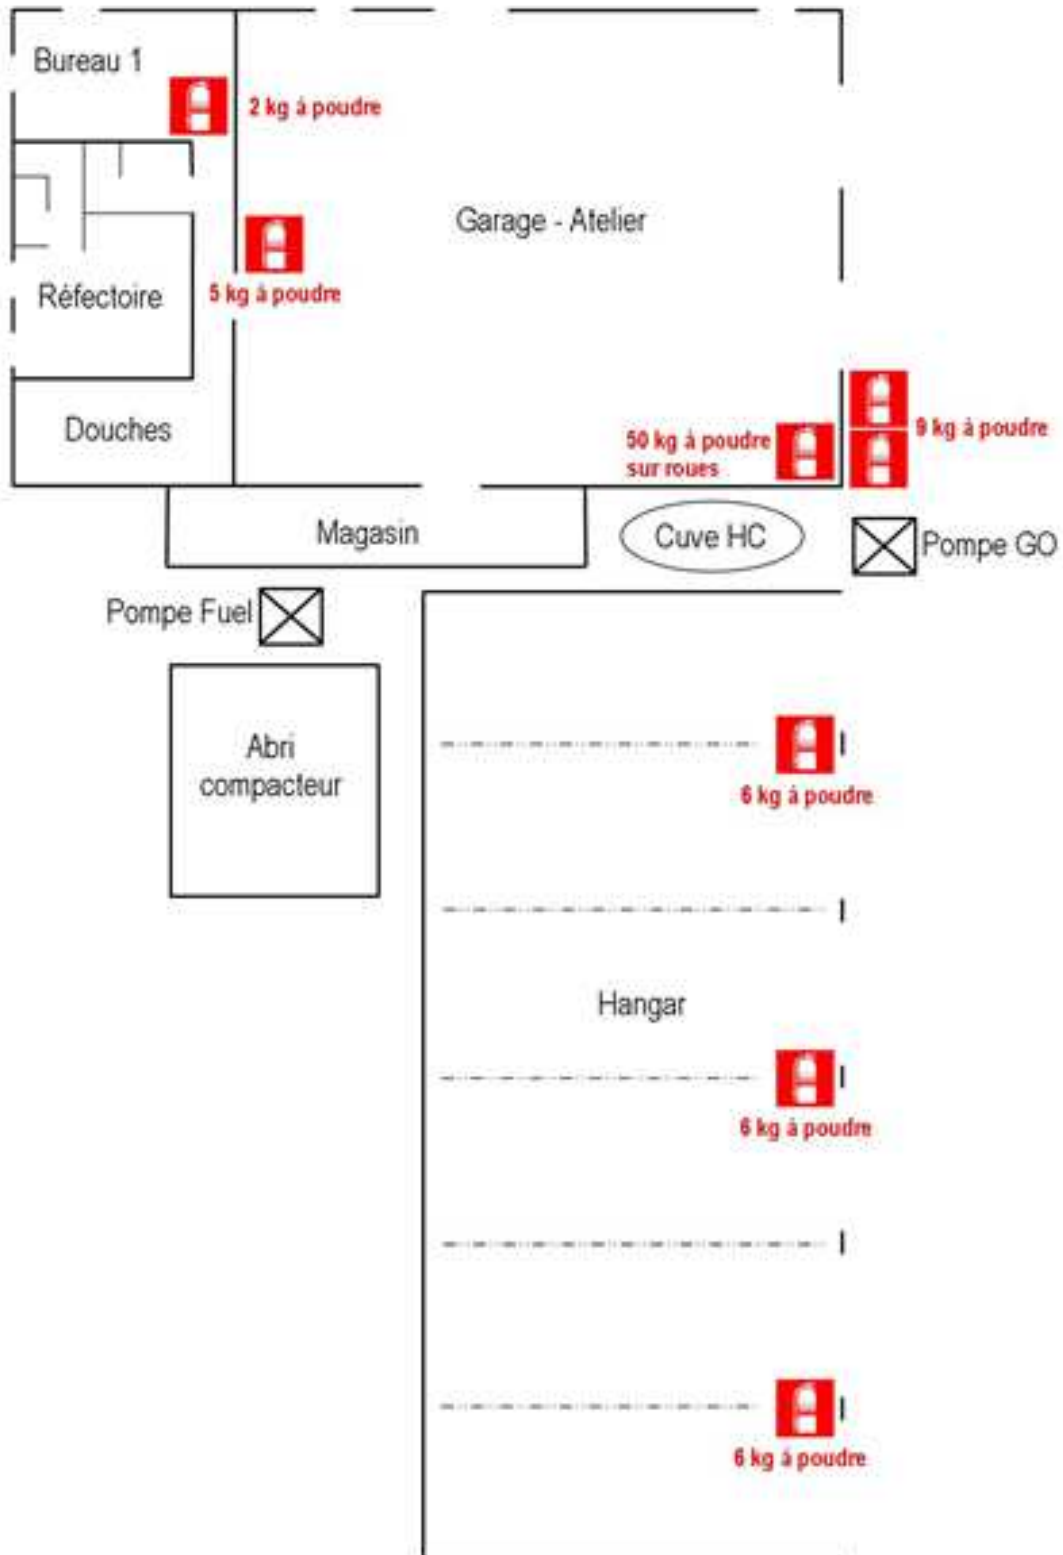 Bureau 1
2 kg à poudre
Garage - Atelier
Réfectoire
5 kg à poudre
Douches
50 kg à poudre
sur roues
9 kg à poudre
Magasin
Cuve HC
Pompe GO
Pompe Fuel
Abri
compacteur
6 kg à poudre
Hangar
6 kg à poudre
6 kg à poudre